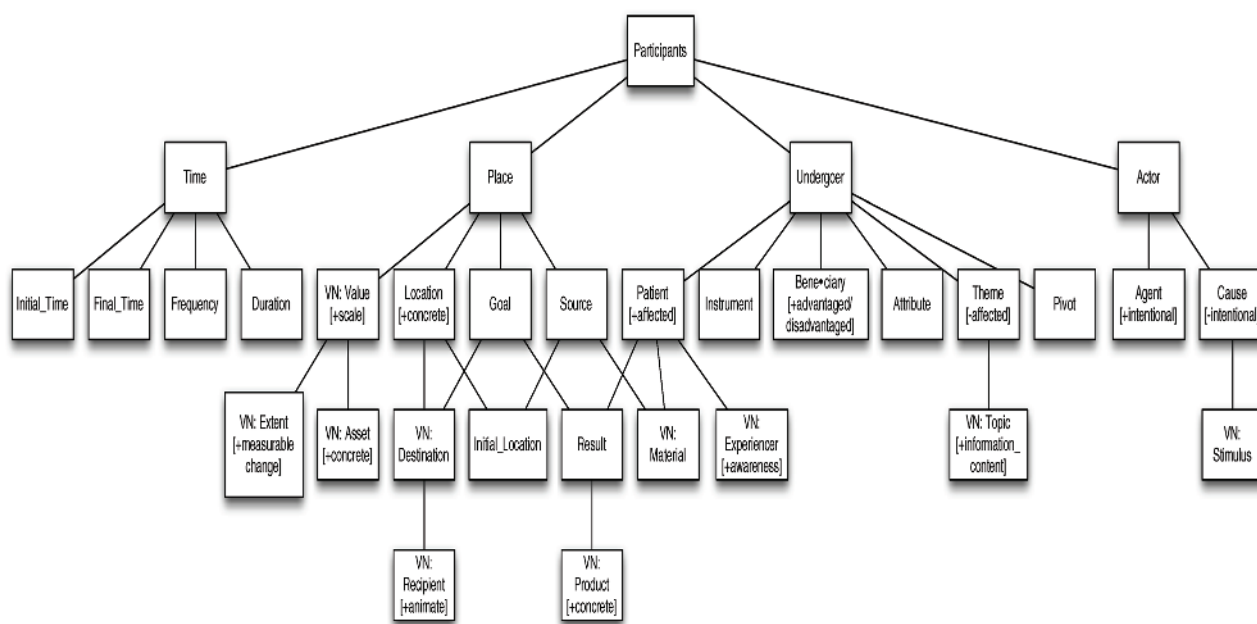 Participants
Time
Place
Undergoer
Actor
Initial_Time
Final_Time
Frequency
Duration
VN: Value
[+scale]
Location
[+concrete]
Goal
Source
Patient
[+affected]
Instrument
Bene•ciary
[+advantaged/
disadvantaged]
Attribute
Theme
[-affected]
Pivot
Agent
[+intentional]
Cause
[-intentional]
VN: Extent
[+measurable
change]
VN: Asset
[+concrete]
VN:
Destination
Initial_Location
Result
VN:
Material
VN:
Experiencer
[+awareness]
VN: Topic
[+information_
content]
VN:
Stimulus
VN:
Recipient
[+animate]
VN:
Product
[+concrete]